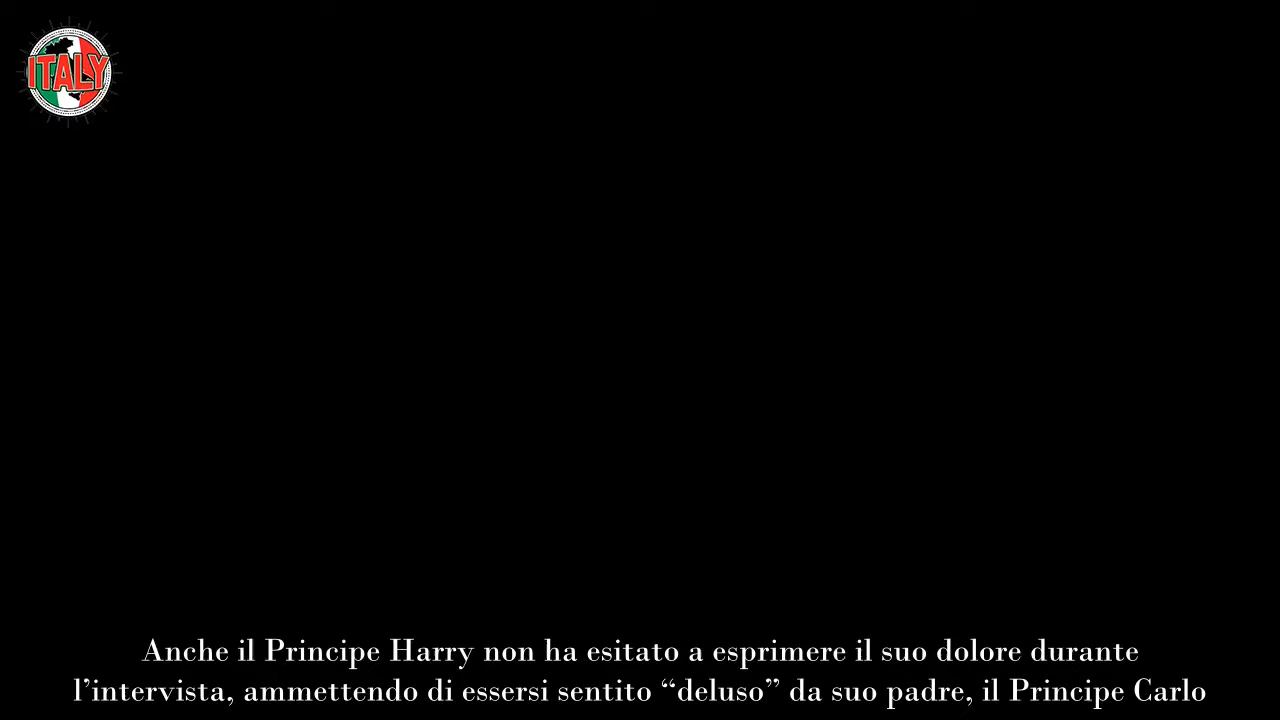 ITALY
Anche il Principe Harry non ha esitato a esprimere il suo dolore durante
l’intervista, ammettendo di essersi sentito “deluso” da suo padre, il Principe Carlo